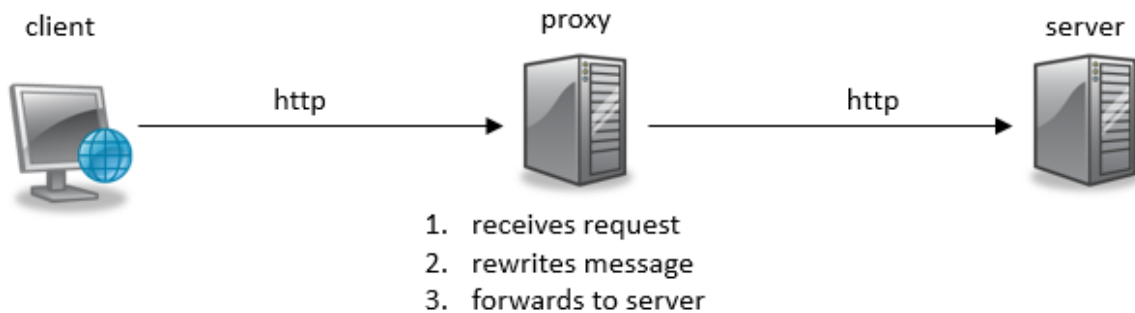 client
proxy
server
http
http
1. receives request
2. rewrites message
3. forwards to server